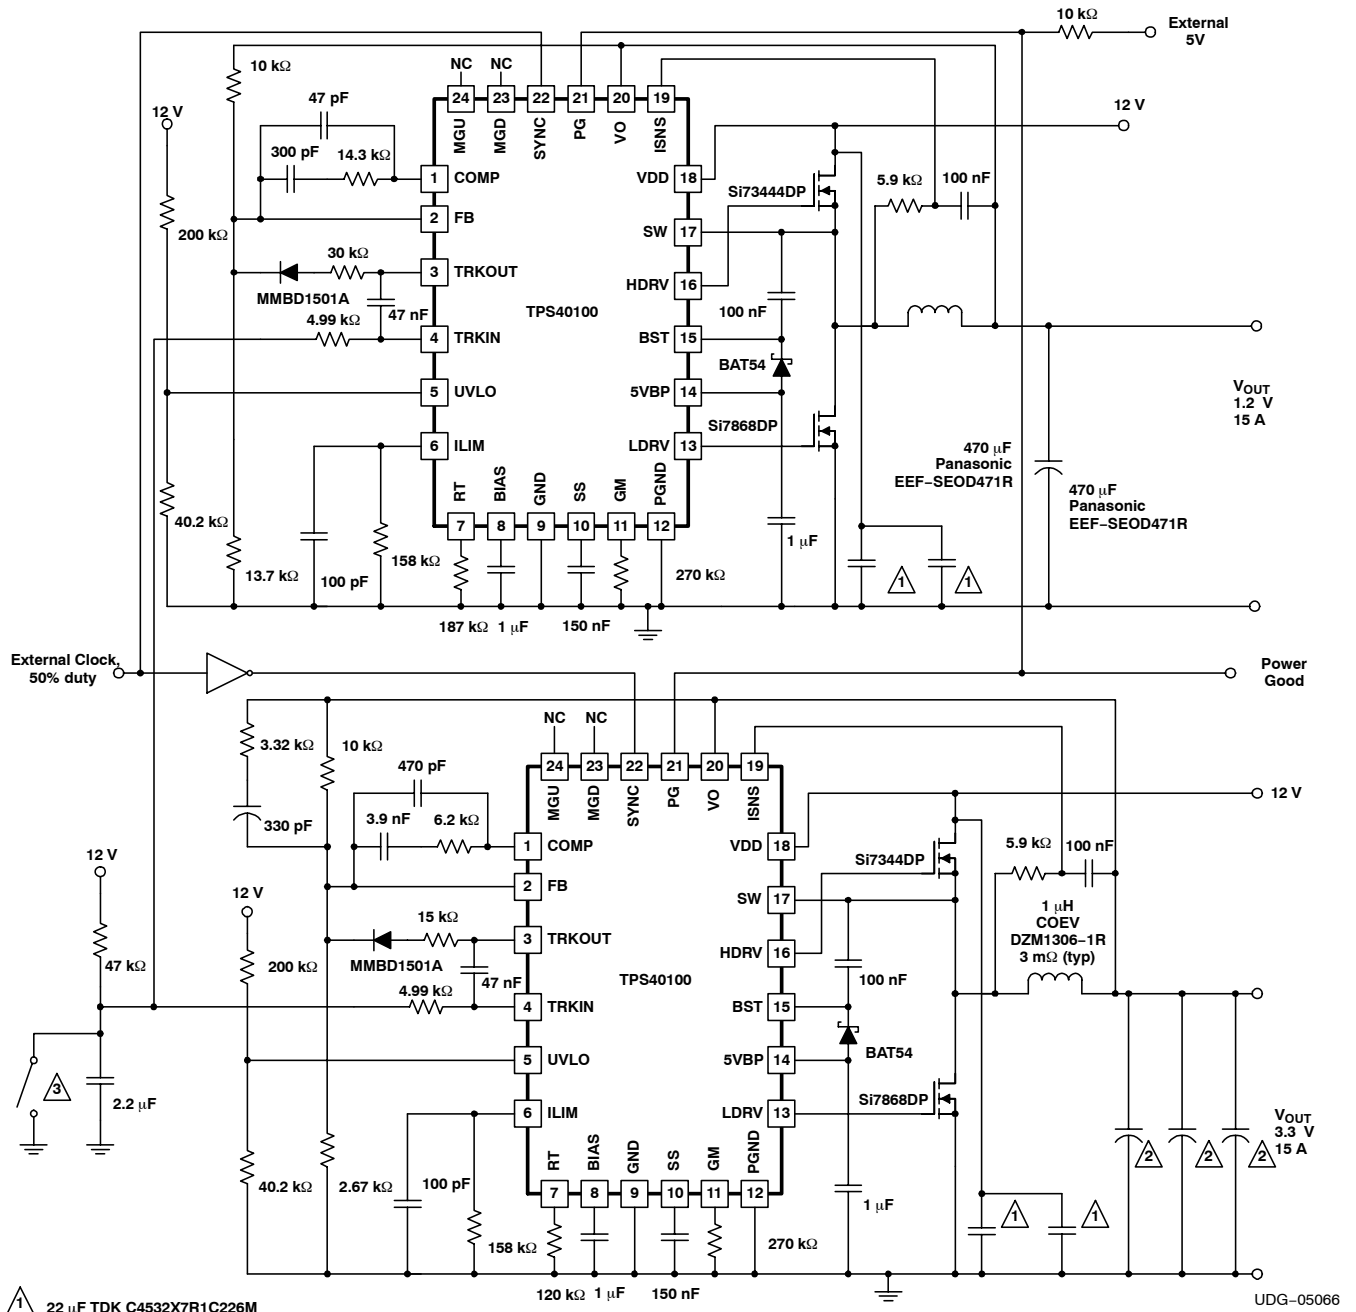 10 kΩ
External
5V
10 kΩ
NC
NC
47 pF
12 V
24
23
22
21
20
19
12 V
MGU
MGD
SYNC
PG
VO
ISNS
300 pF
14.3 kΩ
1
COMP
VDD
18
Si73444DP
5.9 kΩ
100 nF
2
FB
200 kΩ
SW
17
30 kΩ
3
TRKOUT
HDRV
16
MMBD1501A
47 nF
TPS40100
100 nF
4.99 kΩ
4
TRKIN
BST
15
BAT54
5
UVLO
5VBP
14
VOUT
1.2 V
15 A
Si7868DP
6
ILIM
LDRV
13
470 µF
Panasonic
EEF−SEOD471R
470 µF
Panasonic
EEF−SEOD471R
RT
BIAS
GND
SS
GM
PGND
40.2 kΩ
7
8
9
10
11
12
1 µF
13.7 kΩ
100 pF
158 kΩ
270 kΩ
1
1
187 kΩ
1 µF
150 nF
External Clock,
50% duty
Power
Good
NC
NC
3.32 kΩ
10 kΩ
470 pF
24
23
22
21
20
19
12 V
MGU
MGD
SYNC
PG
VO
ISNS
330 pF
3.9 nF
6.2 kΩ
1
COMP
VDD
18
Si7344DP
5.9 kΩ
100 nF
12 V
2
FB
12 V
SW
17
1 µH
COEV
DZM1306−1R
3 mΩ (typ)
15 kΩ
3
TRKOUT
HDRV
16
47 kΩ
200 kΩ
MMBD1501A
47 nF
TPS40100
100 nF
4.99 kΩ
4
TRKIN
BST
15
5
UVLO
5VBP
14
BAT54
3
2.2 µF
6
ILIM
LDRV
13
Si7868DP
VOUT
3.3 V
15 A
2
2
2
RT
BIAS
GND
SS
GM
PGND
40.2 kΩ
2.67 kΩ
100 pF
7
8
9
10
11
12
1 µF
1
1
158 kΩ
270 kΩ
120 kΩ
1 µF
150 nF
1
22 µF TDK C4532X7R1C226M
UDG−05066